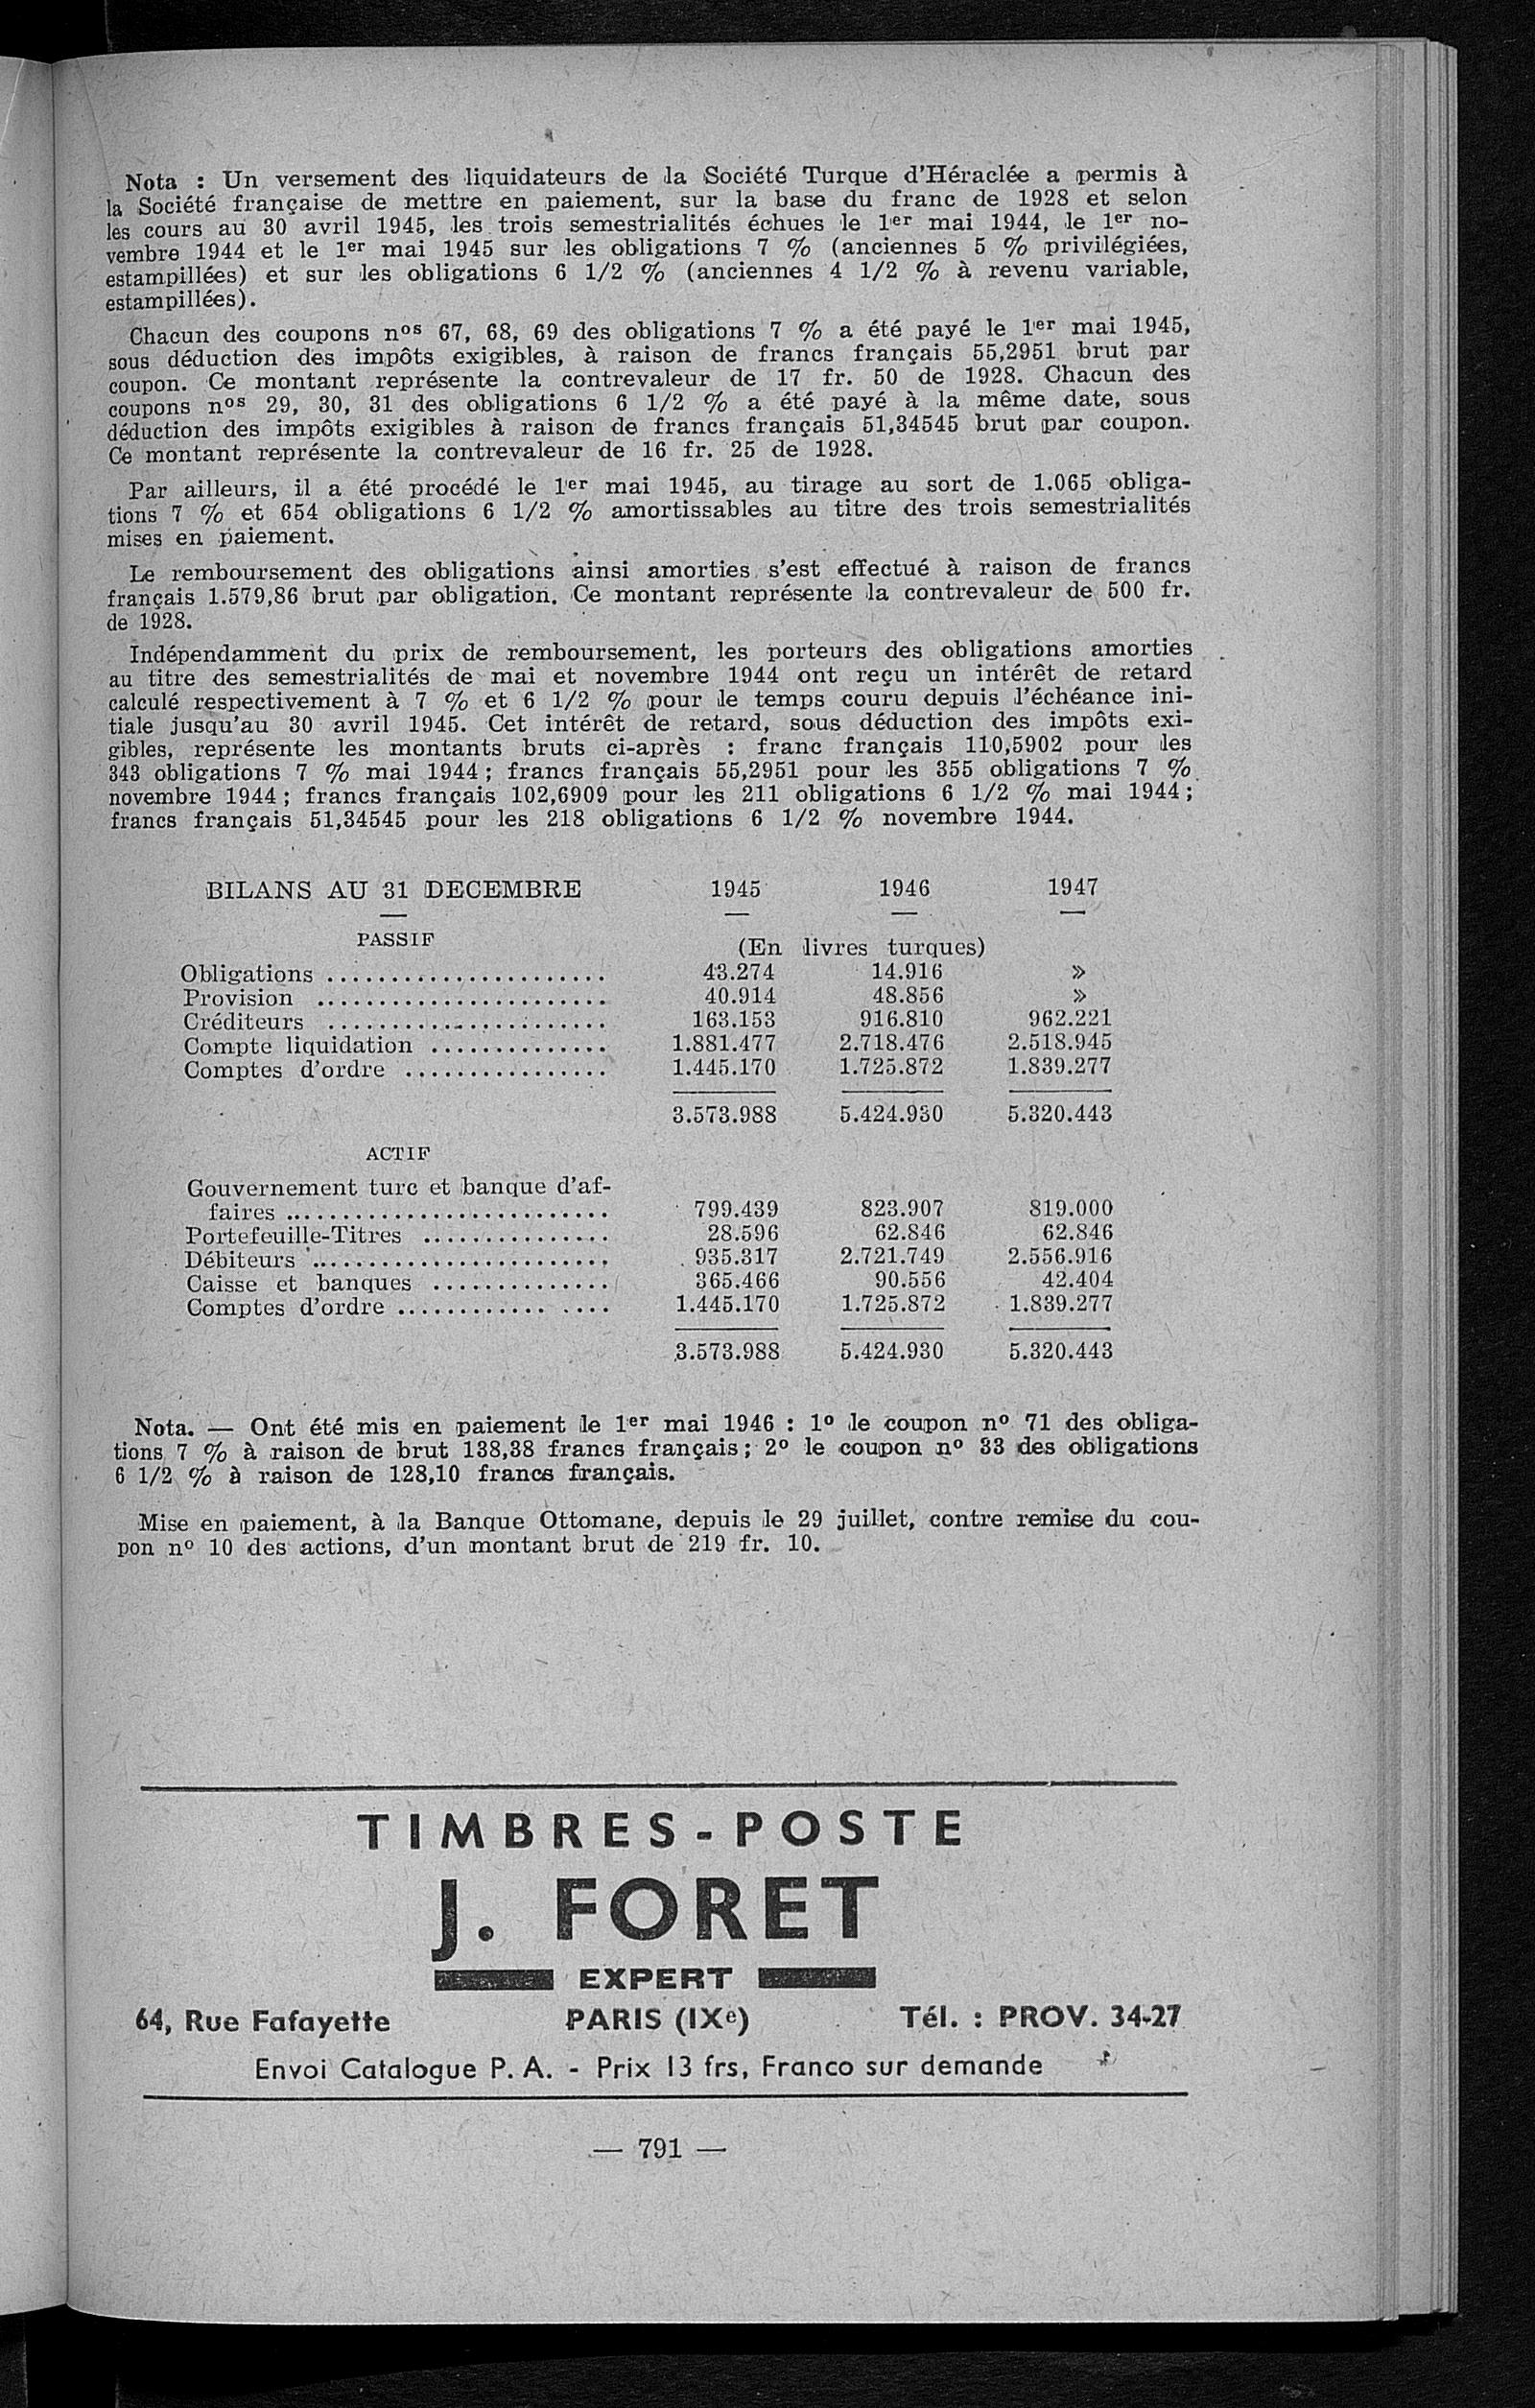 Nota : Un versement des liquidateurs de la Société Turque d'Héraclée a permis à
la Société française de mettre en paiement, sur la base du franc de 1928 et selon
les cours au 30 avril 1945, les trois semestrialités échues le 1er mai 1944, le 1er no-
vembre 1944 et le 1er mai 1945 sur les obligations 7 % (anciennes 5 % privilégiées,
estampillées) et sur les obligations 6 1/2 % (anciennes 4 1/2 % à revenu variable,
estampillées).
Chacun des coupons nos 67, 68, 69 des obligations 7 % a été payé le 1er mai 1945,
sous déduction des impôts exigibles, à raison de francs français 55,2951 brut par
coupon. Ce montant représente la contrevaleur de 17 fr. 50 de 1928. Chacun des
coupons nos 29, 30, 31 des obligations 6 1/2 % a été payé à la même date, sous
déduction des impôts exigibles à raison de francs français 51,34545 brut par coupon.
Ce montant représente la contrevaleur de 16 fr. 25 de 1928.
Par ailleurs, il a été procédé le 1er mai 1945, au tirage au sort de 1.065 obliga-
tions 7 % et 654 obligations 6 1/2 % amortissables au titre des trois semestrialités
mises en paiement.
Le remboursement des obligations ainsi amorties s'est effectué à raison de francs
français 1.579,86 brut par obligation. Ce montant représente la contrevaleur de 500 fr.
de 1928.
Indépendamment du prix de remboursement, les porteurs des obligations amorties
au titre des semestrialités de mai et novembre 1944 ont reçu un intérêt de retard
calculé respectivement à 7 % et 6 1/2 % pour le temps couru depuis l'échéance ini-
tiale jusqu'au 30 avril 1945. Cet intérêt de retard, sous déduction des impôts exi-
gibles, représente les montants bruts ci-après : franc français 110,5902 pour les
343 obligations 7 % mai 1944 ; francs français 55,2951 pour les 355 obligations 7 %
novembre 1944 ; francs français 102,6909 pour les 211 obligations 6 1/2 % mai 1944 ;
francs français 51,34545 pour les 218 obligations 6 1/2 % novembre 1944.
BILANS AU 31 DECEMBRE 1945 1946 1947
PASSIF
(En livres turques)
Obligations ...................... 43.274 14.916 »
Provision ....................... 40.914 48.856 »
Créditeurs ...................... 163.153 916.810 962.221
Compte liquidation .............. 1.881.477 2.718.476 2.518.945
Comptes d'ordre ................ 1.445.170 1.725.872 1.839.277
3.573.988 5.424.930 5.320.443
ACTIF
Gouvernement turc et banque d'af-
faires .......................... 799.439 823.907 819.000
Portefeuille-Titres ............... 28.596 62.846 62.846
Débiteurs ........................ 935.317 2.721.749 2.556.916
Caisse et banques .............. 365.466 90.556 42.404
Comptes d'ordre ................ 1.445.170 1.725.872 1.839.277
3.573.988 5.424.930 5.320.443
Nota. — Ont été mis en paiement le 1er mai 1946 : 1º le coupon nº 71 des obliga-
tions 7 % à raison de brut 138,38 francs français ; 2º le coupon nº 33 des obligations
6 1/2 % à raison de 128,10 francs français.
Mise en paiement, à la Banque Ottomane, depuis le 29 juillet, contre remise du cou-
pon nº 10 des actions, d'un montant brut de 219 fr. 10.
TIMBRES-POSTE
J. FORET
EXPERT
64, Rue Fafayette PARIS (IXe) Tél. : PROV. 34-27
Envoi Catalogue P. A. - Prix 13 frs, Franco sur demande
— 791 —